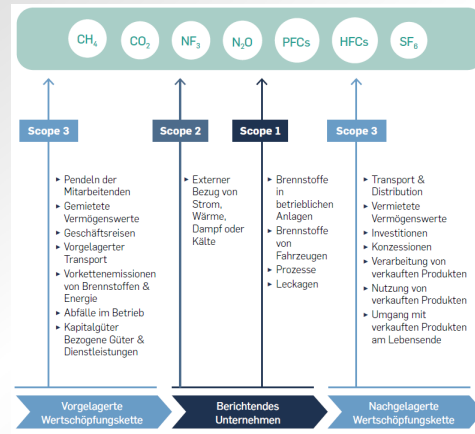 CH₄ CO₂ NF₃ N₂O PFCs HFCs SF₆
Scope 3
Scope 2
Scope 1
Scope 3
▸ Pendeln der
Mitarbeitenden
▸ Gemietete
Vermögenswerte
▸ Geschäftsreisen
▸ Vorgelagerter
Transport
▸ Vorkettenemissionen
von Brennstoffen &
Energie
▸ Abfälle im Betrieb
▸ Kapitalgüter
Bezogene Güter &
Dienstleistungen
▸ Externer
Bezug von
Strom,
Wärme,
Dampf oder
Kälte
▸ Brennstoffe
in
betrieblichen
Anlagen
▸ Brennstoffe
von
Fahrzeugen
▸ Prozesse
▸ Leckagen
▸ Transport &
Distribution
▸ Vermietete
Vermögenswerte
▸ Investitionen
▸ Konzessionen
▸ Verarbeitung von
verkauften Produkten
▸ Nutzung von
verkauften Produkten
▸ Umgang mit
verkauften Produkten
am Lebensende
Vorgelagerte
Wertschöpfungskette
Berichtendes
Unternehmen
Nachgelagerte
Wertschöpfungskette